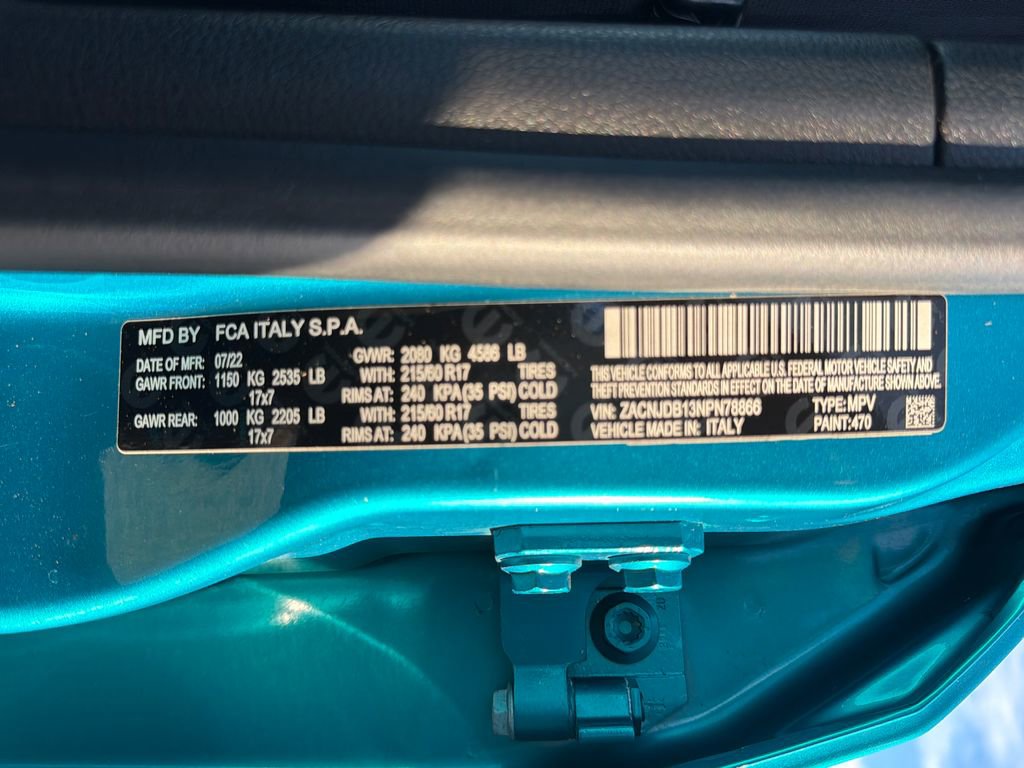 MFD BY FCA ITALY S.P.A.
DATE OF MFR: 07/22 GVWR: 2080 KG 4586 LB
GAWR FRONT: 1150 KG 2535 LB WITH: 215/60 R17 TIRES
17x7 RIMS AT: 240 KPA(35 PSI) COLD
GAWR REAR: 1000 KG 2205 LB WITH: 215/60 R17 TIRES
17x7 RIMS AT: 240 KPA(35 PSI) COLD
THIS VEHICLE CONFORMS TO ALL APPLICABLE U.S. FEDERAL MOTOR VEHICLE SAFETY AND
THEFT PREVENTION STANDARDS IN EFFECT ON THE DATE OF MANUFACTURE SHOWN ABOVE.
VIN: ZACNJDB13NPN78866 TYPE: MPV
VEHICLE MADE IN: ITALY PAINT:470